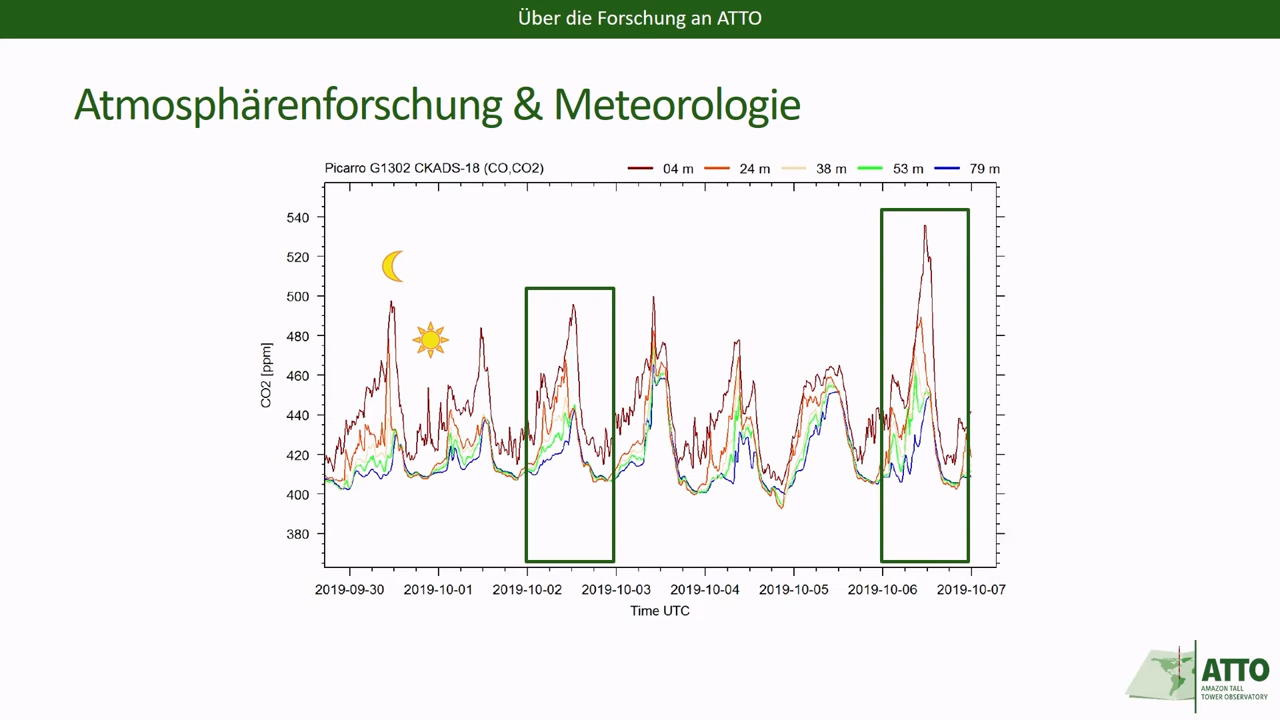 Über die Forschung an ATTO
Atmosphärenforschung & Meteorologie
Picarro G1302 CKADS-18 (CO,CO2) 04 m 24 m 38 m 53 m 79 m
540
520
500
480
460
440
420
400
380
CO2 [ppm]
2019-09-30 2019-10-01 2019-10-02 2019-10-03 2019-10-04 2019-10-05 2019-10-06 2019-10-07
Time UTC
ATTO
AMAZON TALL
TOWER OBSERVATORY